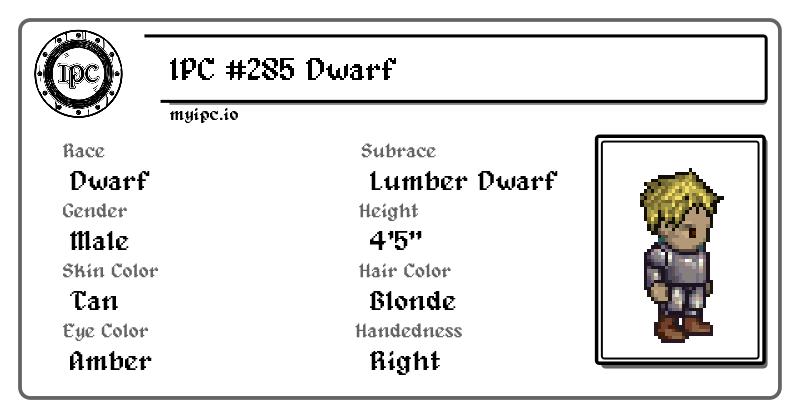 IPC
IPC #285 Dwarf
myipc.io
Race
Dwarf
Subrace
Lumber Dwarf
Gender
Male
Height
4'5"
Skin Color
Tan
Hair Color
Blonde
Eye Color
Amber
Handedness
Right